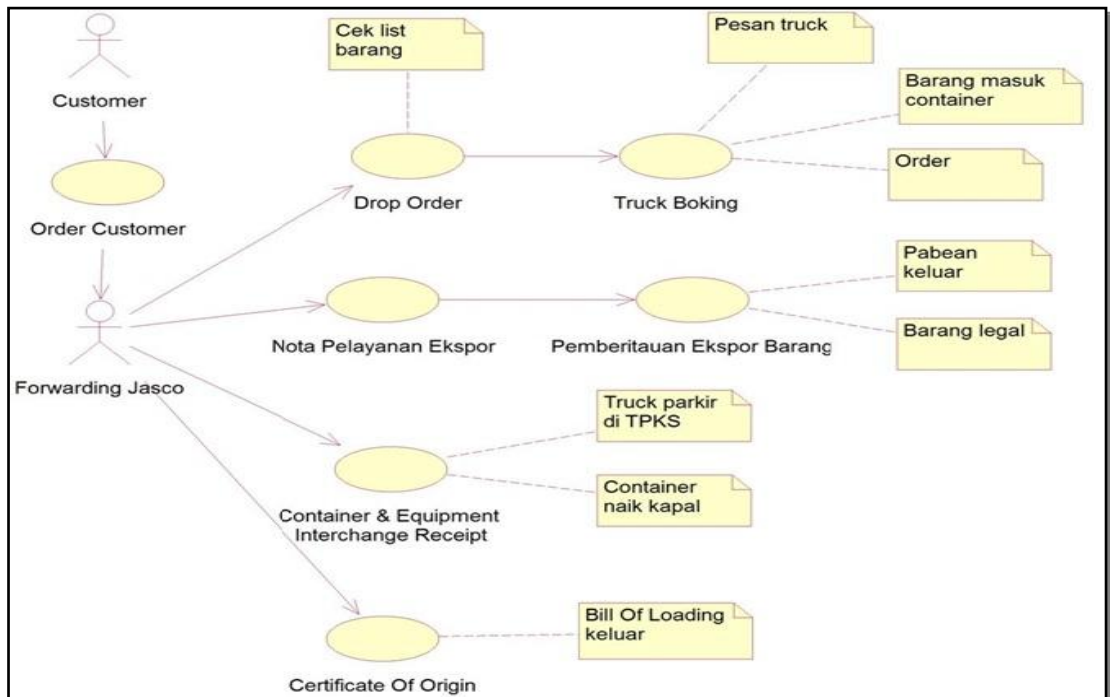 Cek list
barang
Pesan truck
Customer
Barang masuk
container
Order
Drop Order
Truck Boking
Order Customer
Pabean
keluar
Nota Pelayanan Ekspor
Pemberitauan Ekspor Barang
Barang legal
Forwarding Jasco
Truck parkir
di TPKS
Container
naik kapal
Container & Equipment
Interchange Receipt
Bill Of Loading
keluar
Certificate Of Origin